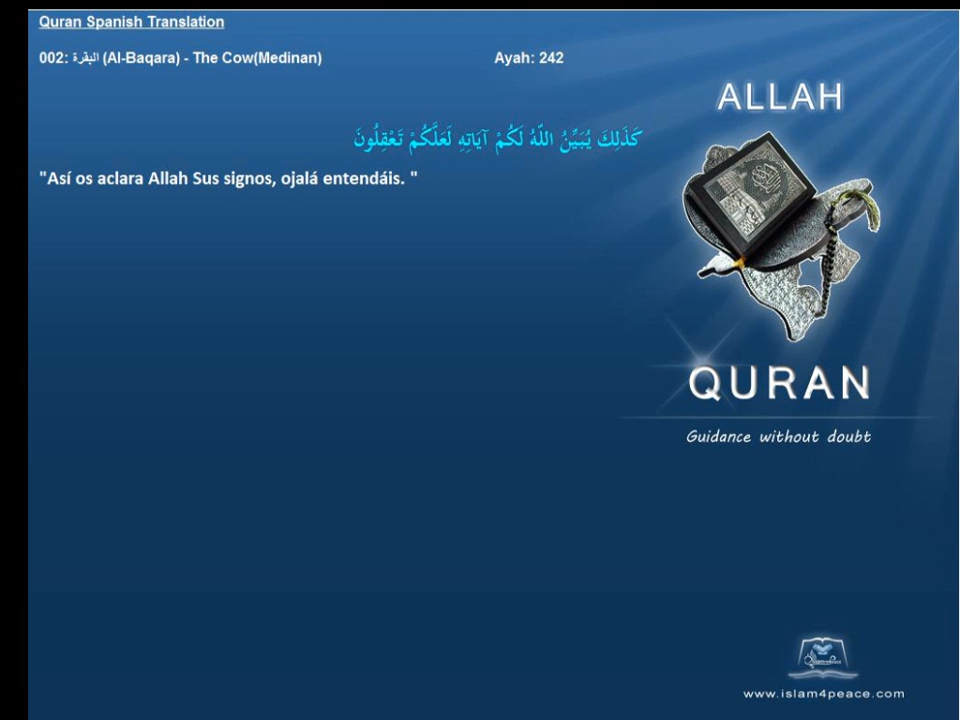 Quran Spanish Translation
002: البقرة (Al-Baqara) - The Cow(Medinan) Ayah: 242
كَذَلِكَ يُبَيِّنُ اللّهُ لَكُمْ آيَاتِهِ لَعَلَّكُمْ تَعْقِلُونَ
"Así os aclara Allah Sus signos, ojalá entendáis. "
ALLAH
QURAN
Guidance without doubt
www.islam4peace.com